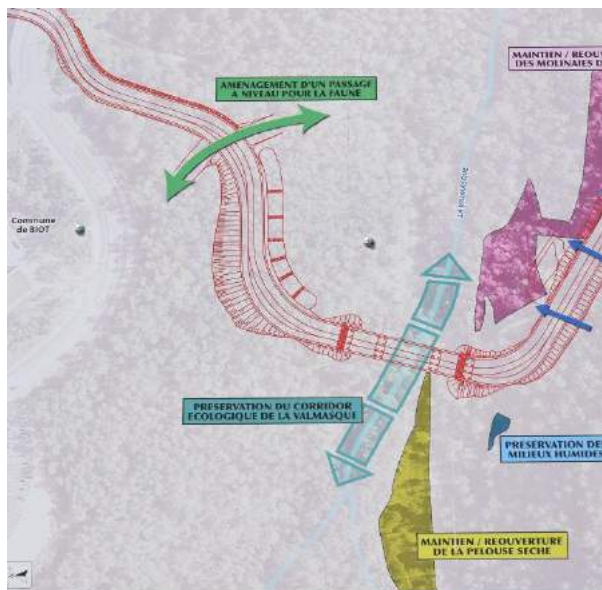 MAINTIEN / REOUV
DES MOLINAIES D
AMENAGEMENT D'UN PASSAGE
A NIVEAU POUR LA FAUNE
Commune
de BIOT
PRESERVATION DU CORRIDOR
ECOLOGIQUE DE LA VALMASQUE
PRESERVATION DE
MILIEUX HUMIDES
MAINTIEN / REOUVERTURE
DE LA PELOUSE SECHE